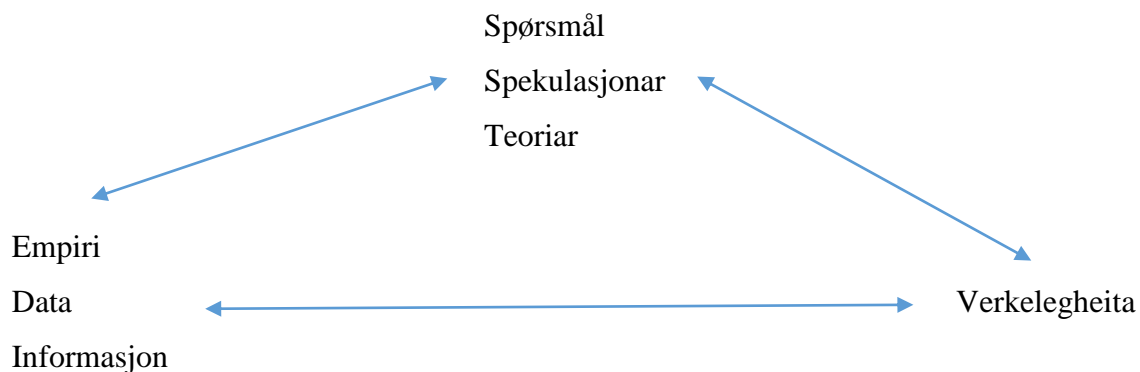 Spørsmål
Spekulasjonar
Teoriar
Empiri
Data
Verkelegheita
Informasjon